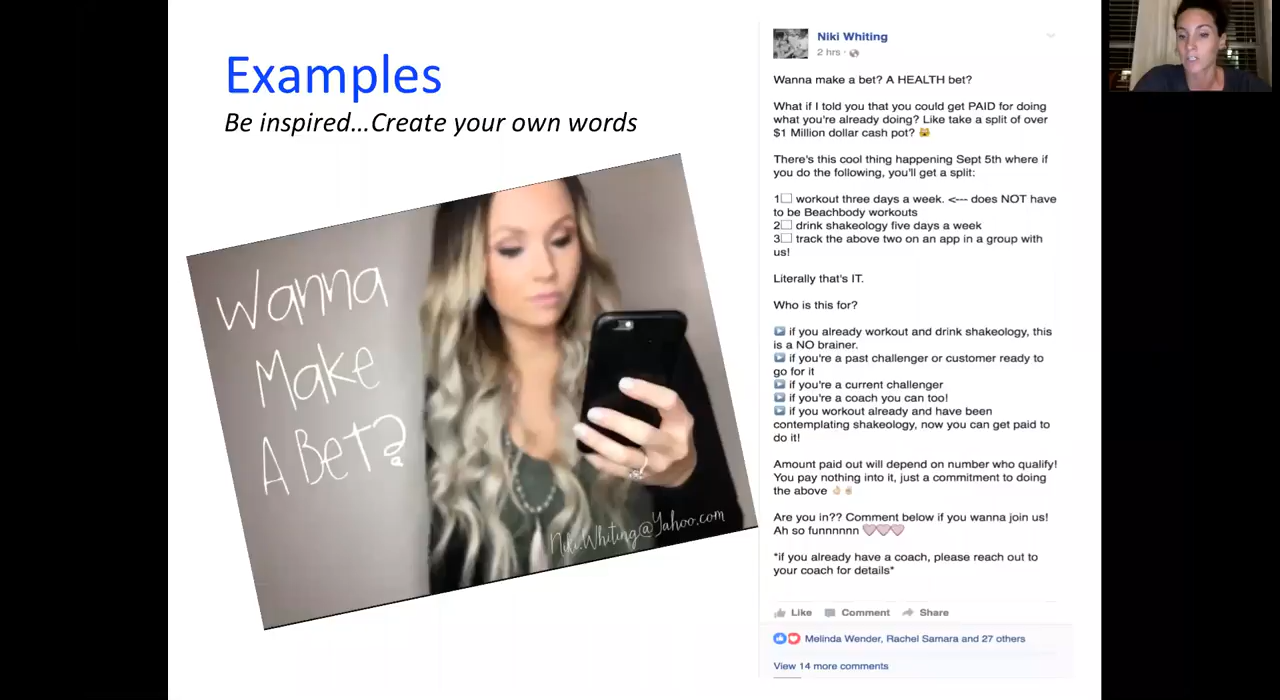 Examples
Be inspired...Create your own words
Wanna
Make
A Bet?
Niki.Whiting@Yahoo.com
Niki Whiting
2 hrs ·
Wanna make a bet? A HEALTH bet?
What if I told you that you could get PAID for doing
what you're already doing? Like take a split of over
$1 Million dollar cash pot? 😸
There's this cool thing happening Sept 5th where if
you do the following, you'll get a split:
1□ workout three days a week. <--- does NOT have
to be Beachbody workouts
2□ drink shakeology five days a week
3□ track the above two on an app in a group with
us!
Literally that's IT.
Who is this for?
▶ if you already workout and drink shakeology, this
is a NO brainer.
▶ if you're a past challenger or customer ready to
go for it
▶ if you're a current challenger
▶ if you're a coach you can too!
▶ if you workout already and have been
contemplating shakeology, now you can get paid to
do it!
Amount paid out will depend on number who qualify!
You pay nothing into it, just a commitment to doing
the above 👌✌
Are you in?? Comment below if you wanna join us!
Ah so funnnnnn ♡♡♡
*if you already have a coach, please reach out to
your coach for details*
Like Comment Share
Melinda Wender, Rachel Samara and 27 others
View 14 more comments